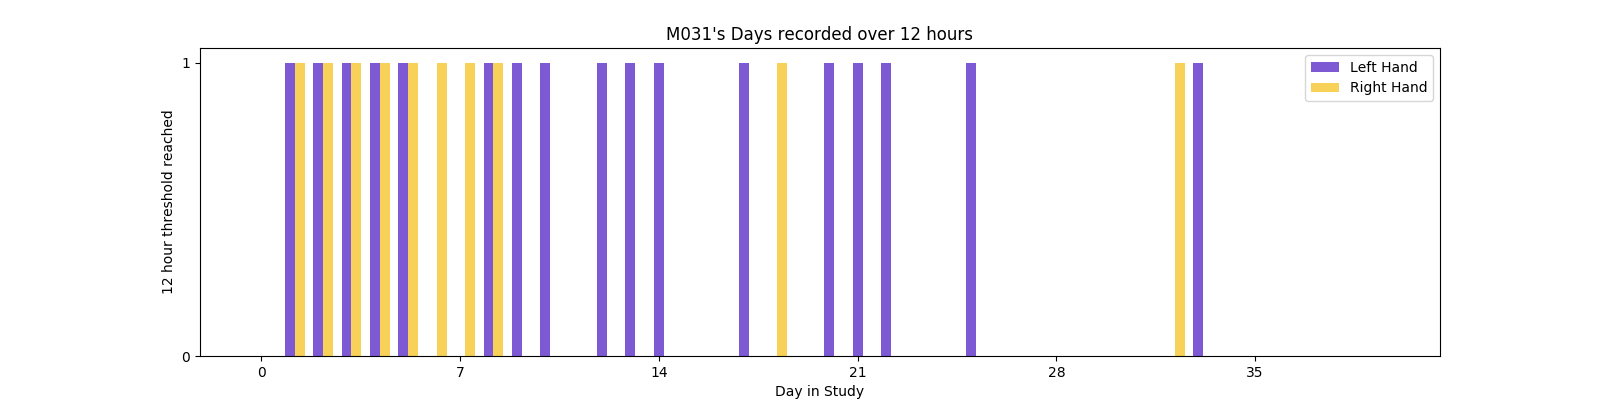 M031's Days recorded over 12 hours
Left Hand
Right Hand
12 hour threshold reached
1
0
0 7 14 21 28 35
Day in Study